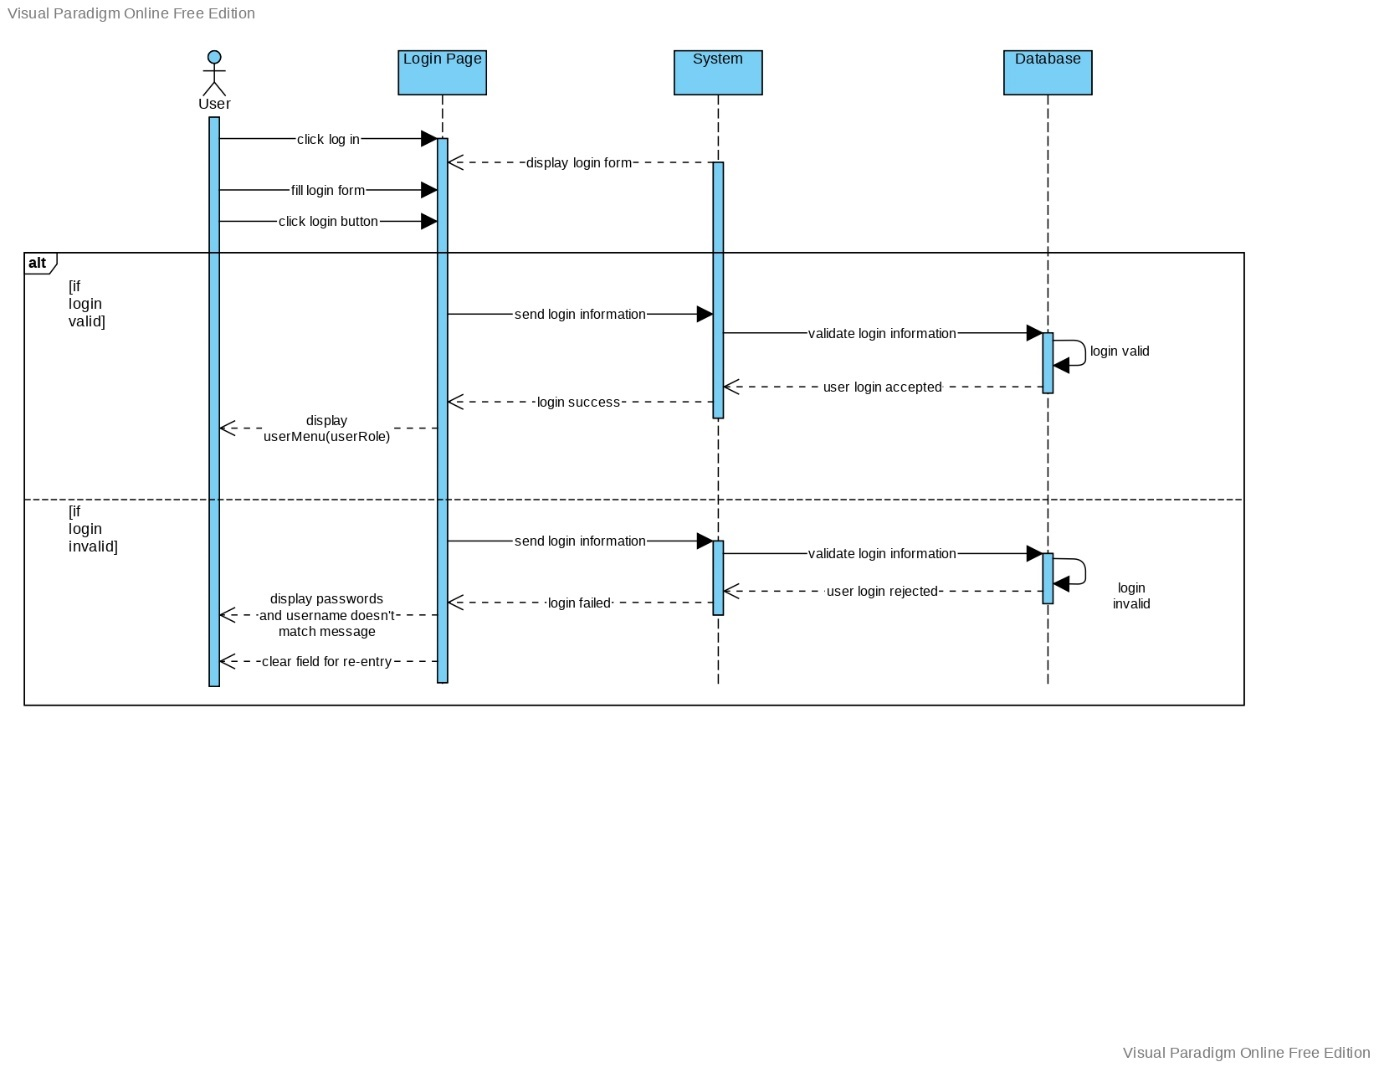 Visual Paradigm Online Free Edition
User
Login Page
System
Database
click log in
display login form
fill login form
click login button
alt
[if
login
valid]
send login information
validate login information
login valid
user login accepted
login success
display
userMenu(userRole)
[if
login
invalid]
send login information
validate login information
login
invalid
user login rejected
login failed
display passwords
and username doesn't
match message
clear field for re-entry
Visual Paradigm Online Free Edition